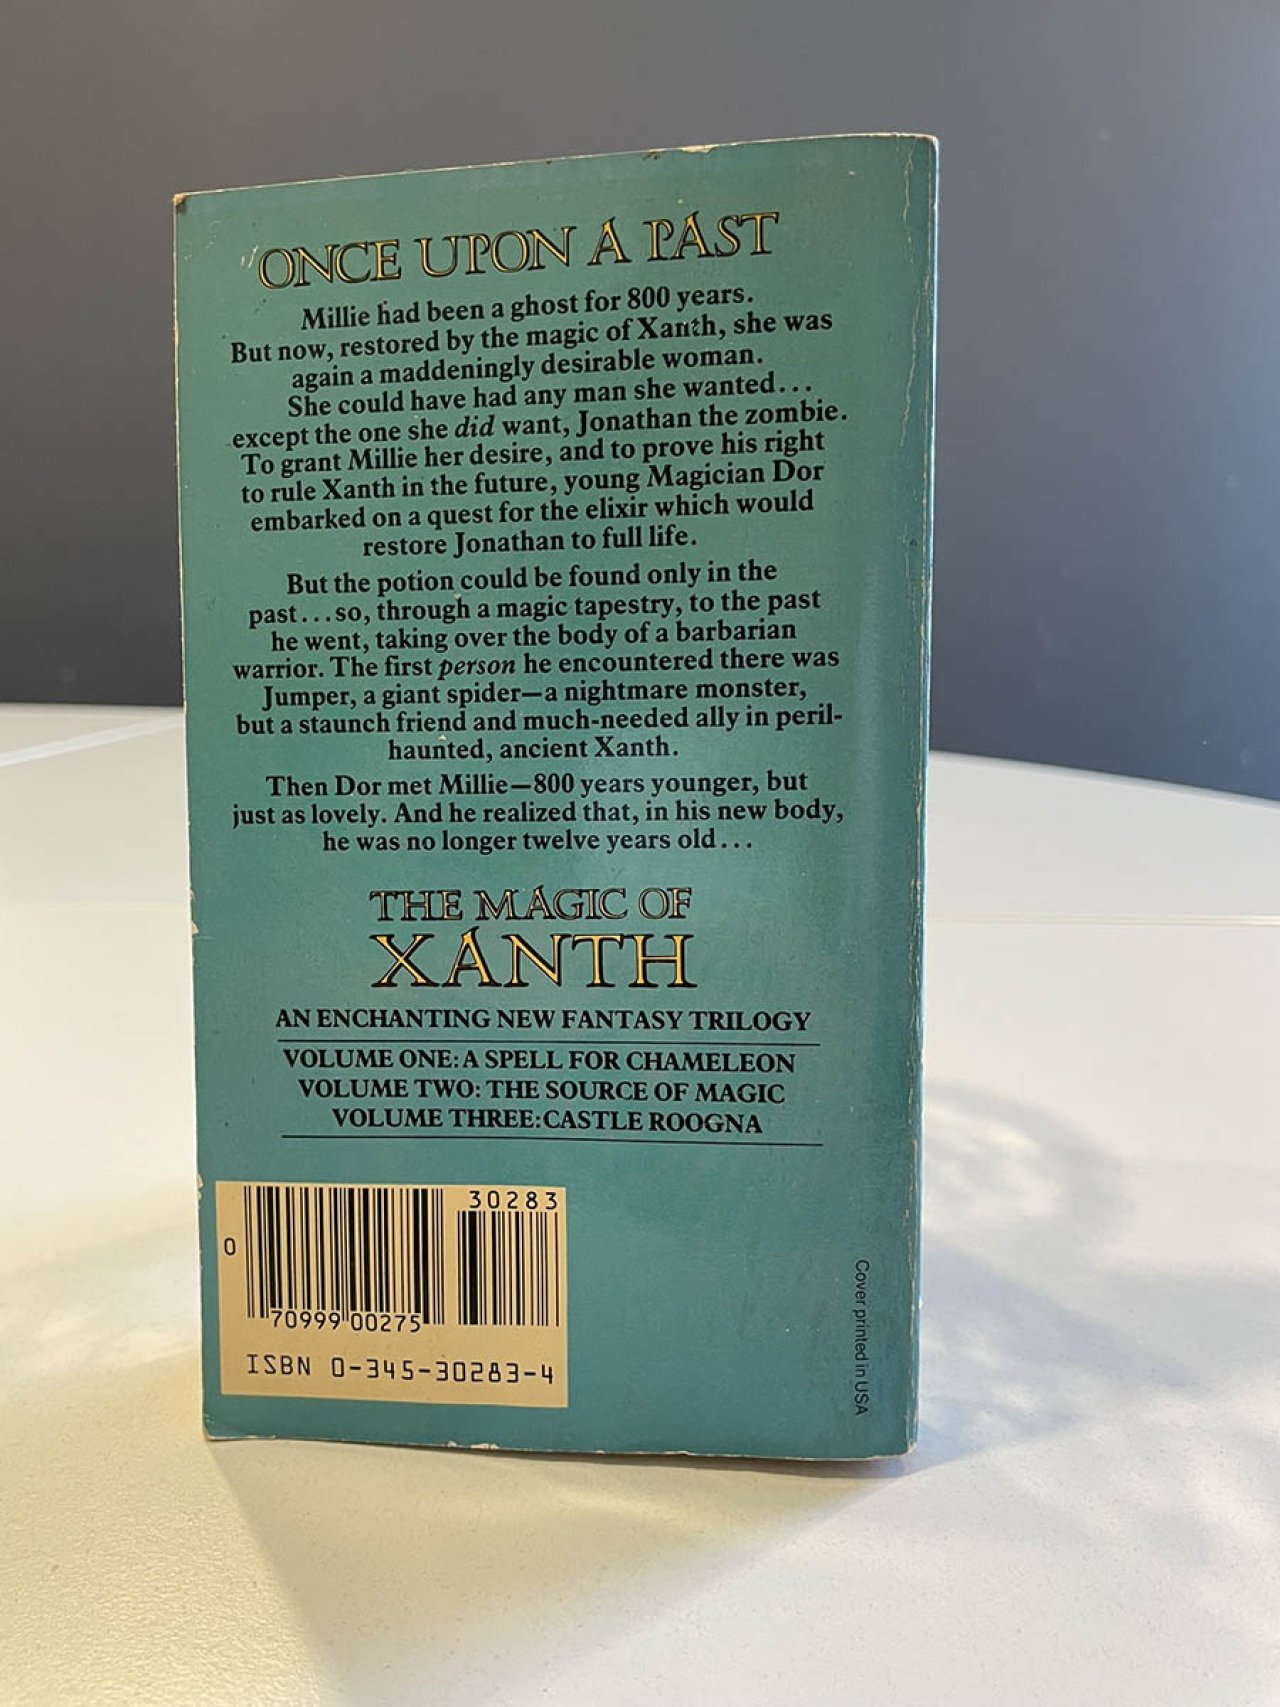 ONCE UPON A PAST
Millie had been a ghost for 800 years.
But now, restored by the magic of Xanth, she was
again a maddeningly desirable woman.
She could have had any man she wanted...
except the one she did want, Jonathan the zombie.
To grant Millie her desire, and to prove his right
to rule Xanth in the future, young Magician Dor
embarked on a quest for the elixir which would
restore Jonathan to full life.
But the potion could be found only in the
past...so, through a magic tapestry, to the past
he went, taking over the body of a barbarian
warrior. The first person he encountered there was
Jumper, a giant spider—a nightmare monster,
but a staunch friend and much-needed ally in peril-
haunted, ancient Xanth.
Then Dor met Millie—800 years younger, but
just as lovely. And he realized that, in his new body,
he was no longer twelve years old...
THE MAGIC OF
XANTH
AN ENCHANTING NEW FANTASY TRILOGY
VOLUME ONE: A SPELL FOR CHAMELEON
VOLUME TWO: THE SOURCE OF MAGIC
VOLUME THREE: CASTLE ROOGNA
30283
0
70999 00275
ISBN 0-345-30283-4
Cover printed in USA